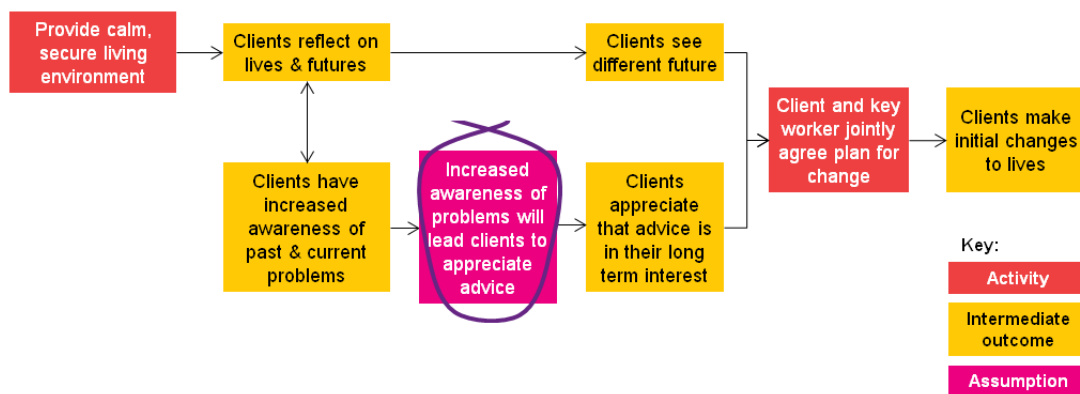 Provide calm,
secure living
environment
Clients reflect on
lives & futures
Clients see
different future
Client and key
worker jointly
agree plan for
change
Clients make
initial changes
to lives
Clients have
increased
awareness of
past & current
problems
Increased
awareness of
problems will
lead clients to
appreciate
advice
Clients
appreciate
that advice is
in their long
term interest
Key:
Activity
Intermediate
outcome
Assumption